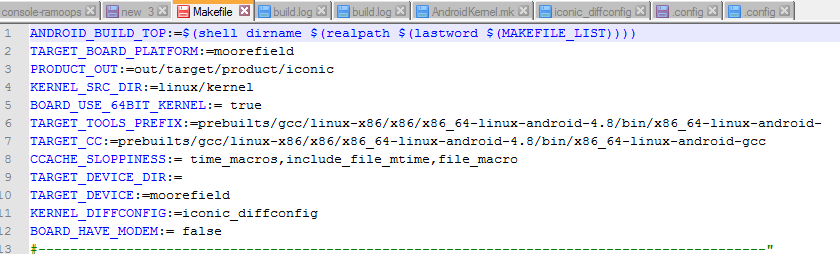 console-ramoops new 3 Makefile build.log build.log AndroidKernel.mk iconic_diffconfig .config .config
1 ANDROID_BUILD_TOP:=$(shell dirname $(realpath $(lastword $(MAKEFILE_LIST))))
2 TARGET_BOARD_PLATFORM:=moorefield
3 PRODUCT_OUT:=out/target/product/iconic
4 KERNEL_SRC_DIR:=linux/kernel
5 BOARD_USE_64BIT_KERNEL:= true
6 TARGET_TOOLS_PREFIX:=prebuilts/gcc/linux-x86/x86/x86_64-linux-android-4.8/bin/x86_64-linux-android-
7 TARGET_CC:=prebuilts/gcc/linux-x86/x86/x86_64-linux-android-4.8/bin/x86_64-linux-android-gcc
8 CCACHE_SLOPPINESS:= time_macros,include_file_mtime,file_macro
9 TARGET_DEVICE_DIR:=
10 TARGET_DEVICE:=moorefield
11 KERNEL_DIFFCONFIG:=iconic_diffconfig
12 BOARD_HAVE_MODEM:= false
13 #-------------------------------------------------------------------------------------------"